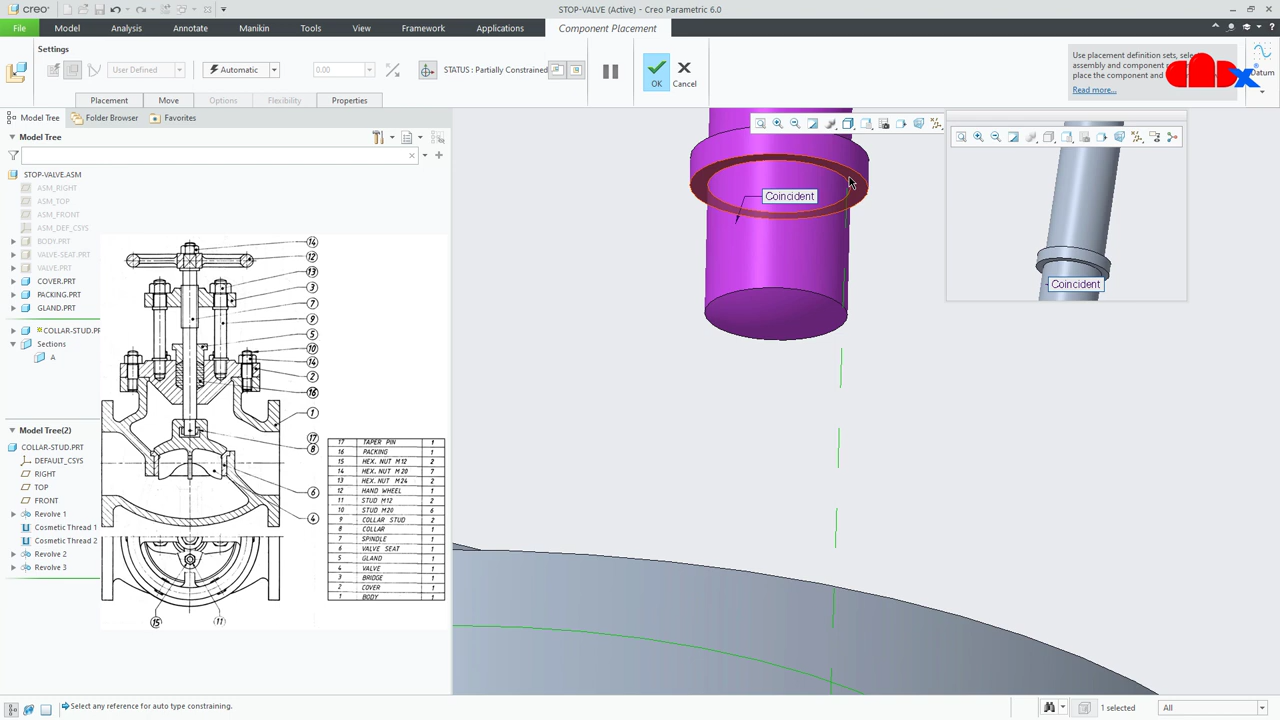 creo
STOP-VALVE (Active) - Creo Parametric 6.0
File
Model
Analysis
Annotate
Manikin
Tools
View
Framework
Applications
Component Placement
Settings
User Defined
Automatic
0.00
STATUS : Partially Constrained
OK
Cancel
Use placement definition sets, sele
assembly and component se
place the component and
Read more...
Datum
Placement
Move
Options
Flexibility
Properties
Model Tree
Folder Browser
Favorites
Model Tree
STOP-VALVE.ASM
ASM_RIGHT
ASM_TOP
ASM_FRONT
ASM_DEF_CSYS
BODY.PRT
VALVE-SEAT.PRT
VALVE.PRT
COVER.PRT
PACKING.PRT
GLAND.PRT
COLLAR-STUD.P
Sections
A
Model Tree(2)
COLLAR-STUD.PRT
DEFAULT_CSYS
RIGHT
TOP
FRONT
Revolve 1
Cosmetic Thread 1
Cosmetic Thread 2
Revolve 2
Revolve 3
14
12
13
3
7
9
5
10
14
2
16
1
17
8
6
4
15
11
17 TAPER PIN 1
16 PACKING 1
15 HEX. NUT M12 2
14 HEX. NUT M20 7
13 HEX. NUT M24 2
12 HAND WHEEL 1
11 STUD M12 2
10 STUD M20 6
9 COLLAR STUD 2
8 COLLAR 1
7 SPINDLE 1
6 VALVE SEAT 1
5 GLAND 1
4 VALVE 1
3 BRIDGE 1
2 COVER 1
1 BODY 1
Coincident
Coincident
Select any reference for auto type constraining.
1 selected
All